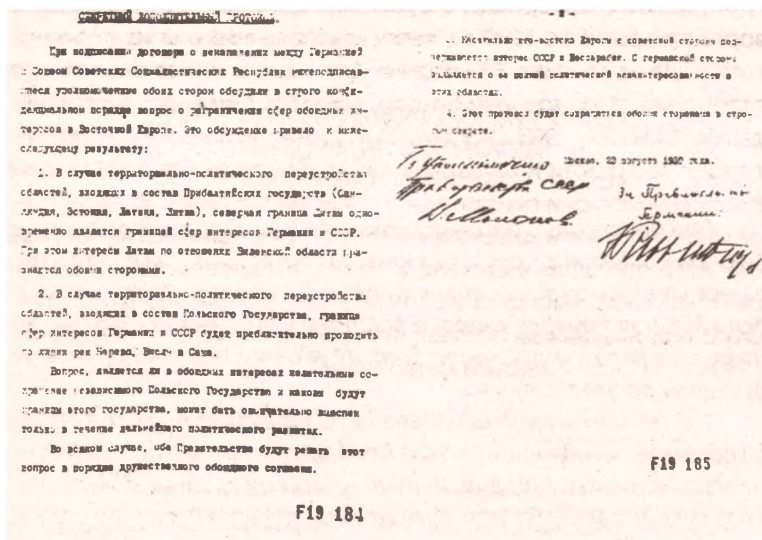 СЕКРЕТНЫЙ ДОПОЛНИТЕЛЬНЫЙ ПРОТОКОЛ.
При подписании договора о ненападении между Германией
и Союзом Советских Социалистических Республик нижеподписав-
шиеся уполномоченные обоих сторон обсудили в строго конфи-
денциальном порядке вопрос о разграничении сфер обоюдных ин-
тересов в Восточной Европе. Это обсуждение привело к ниже-
следующему результату:
1. В случае территориально-политического переустройства
областей, входящих в состав Прибалтийских государств (Фин-
ляндия, Эстония, Латвия, Литва), северная граница Литвы одно-
временно является границей сфер интересов Германии и СССР.
При этом интересы Литвы по отношению Виленской области приз-
знаются обоими сторонами.
2. В случае территориально-политического переустройства
областей, входящих в состав Польского Государства, граница
сфер интересов Германии и СССР будет приблизительно проходить
по линии рек Нарева, Вислы и Сана.
Вопрос, является ли в обоюдных интересах желательным со-
хранение независимого Польского Государства и каковы будут
границы этого государства, может быть окончательно выяснен
только в течение дальнейшего политического развития.
Во всяком случае, оба Правительства будут решать этот
вопрос в порядке дружественного обоюдного согласия.
F19 184
- 2 -
3. Касательно юго-востока Европы с советской стороны под-
черкивается интерес СССР к Бессарабии. С германской стороны
заявляется о ее полной политической незаинтересованности в
этих областях.
4. Этот протокол будет сохраняться обоими сторонами в стро-
гом секрете.
Москва, 23 августа 1939 года.
По уполномочию
Правительства СССР
В. Молотов
За Правительство
Германии:
F19 185